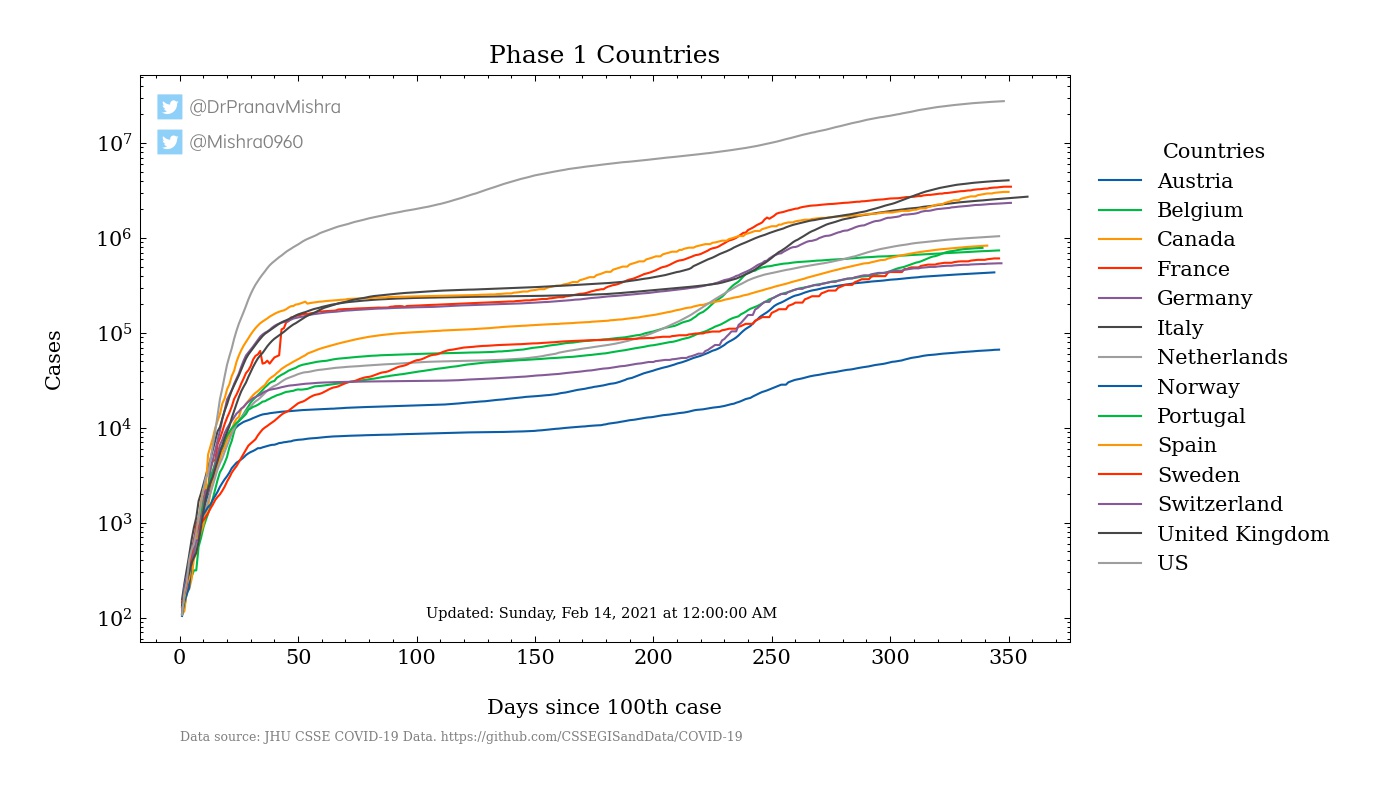 Phase 1 Countries
@DrPranavMishra
@Mishra0960
10^7
10^6
10^5
10^4
10^3
10^2
Cases
Updated: Sunday, Feb 14, 2021 at 12:00:00 AM
0 50 100 150 200 250 300 350
Days since 100th case
Data source: JHU CSSE COVID-19 Data. https://github.com/CSSEGISandData/COVID-19
Countries
Austria
Belgium
Canada
France
Germany
Italy
Netherlands
Norway
Portugal
Spain
Sweden
Switzerland
United Kingdom
US